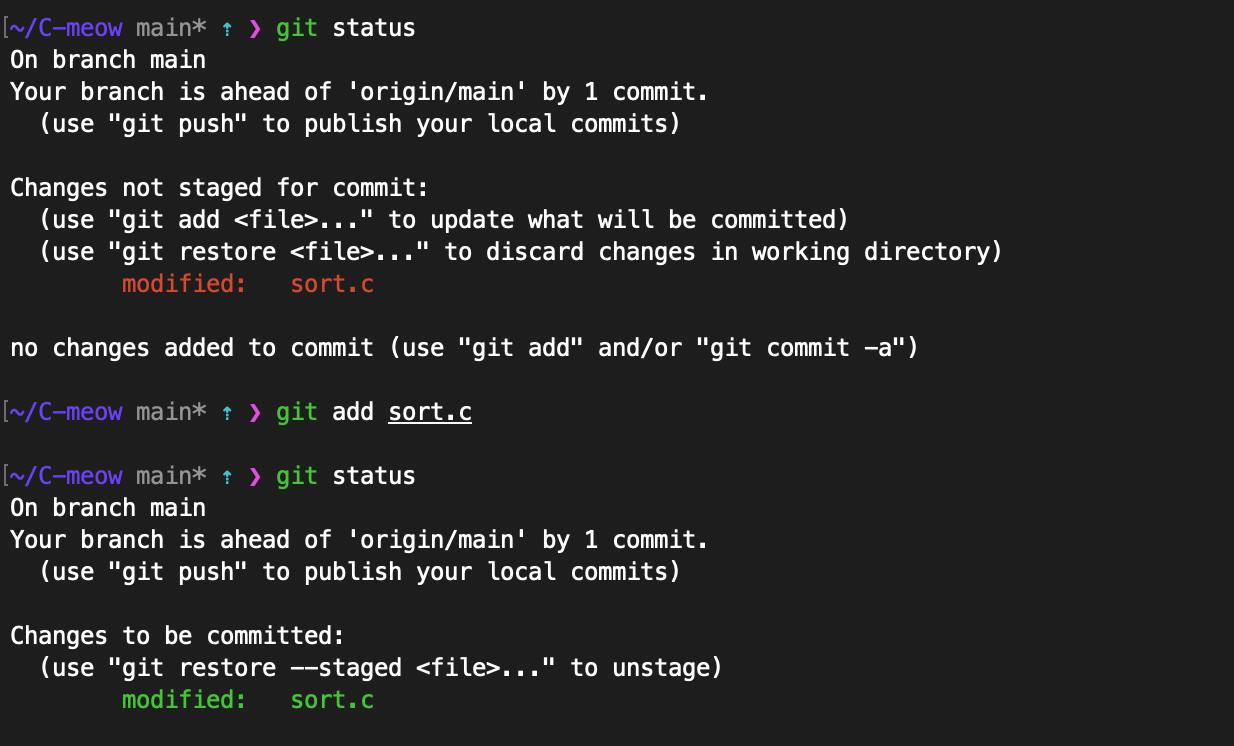 [~/C-meow main* ⇡ ❯ git status
On branch main
Your branch is ahead of 'origin/main' by 1 commit.
  (use "git push" to publish your local commits)

Changes not staged for commit:
  (use "git add <file>..." to update what will be committed)
  (use "git restore <file>..." to discard changes in working directory)
        modified:   sort.c

no changes added to commit (use "git add" and/or "git commit -a")

[~/C-meow main* ⇡ ❯ git add sort.c

[~/C-meow main* ⇡ ❯ git status
On branch main
Your branch is ahead of 'origin/main' by 1 commit.
  (use "git push" to publish your local commits)

Changes to be committed:
  (use "git restore --staged <file>..." to unstage)
        modified:   sort.c